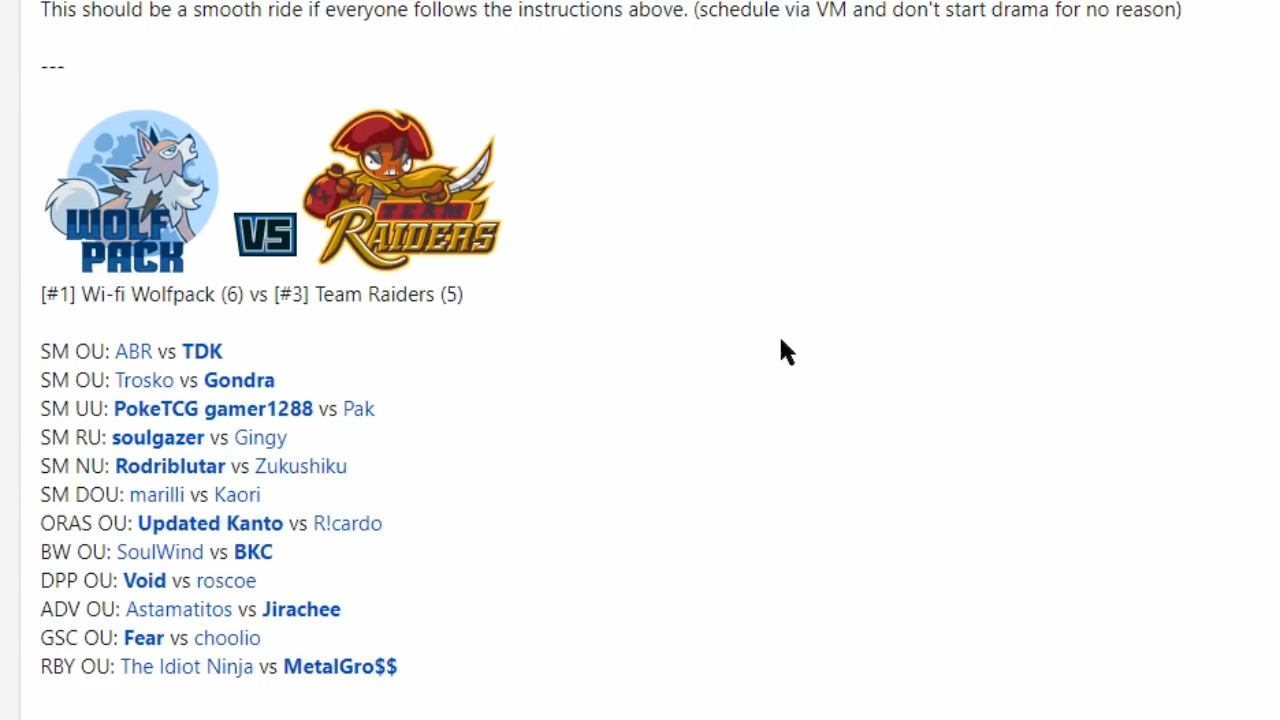 This should be a smooth ride if everyone follows the instructions above. (schedule via VM and don't start drama for no reason)
---
WOLF PACK
VS
TEAM RAIDERS
[#1] Wi-fi Wolfpack (6) vs [#3] Team Raiders (5)
SM OU: ABR vs TDK
SM OU: Trosko vs Gondra
SM UU: PokeTCG gamer1288 vs Pak
SM RU: soulgazer vs Gingy
SM NU: Rodriblutar vs Zukushiku
SM DOU: marilli vs Kaori
ORAS OU: Updated Kanto vs R!cardo
BW OU: SoulWind vs BKC
DPP OU: Void vs roscoe
ADV OU: Astamatitos vs Jirachee
GSC OU: Fear vs choolio
RBY OU: The Idiot Ninja vs MetalGro$$